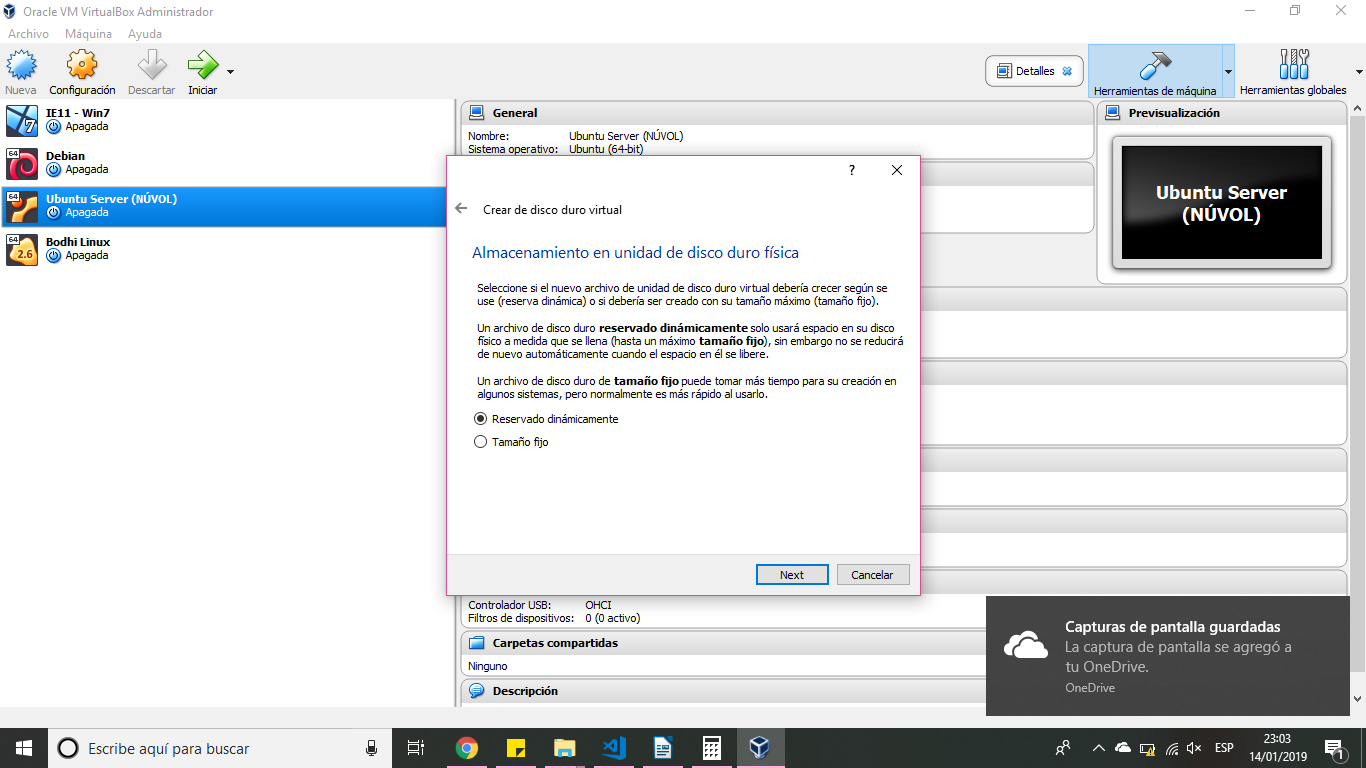 Oracle VM VirtualBox Administrador
Archivo Máquina Ayuda
Nueva Configuración Descartar Iniciar
Detalles
Herramientas de máquina
Herramientas globales
IE11 - Win7
Apagada
64
Debian
Apagada
64
Ubuntu Server (NÚVOL)
Apagada
64
2.6
Bodhi Linux
Apagada
General
Nombre: Ubuntu Server (NÚVOL)
Sistema operativo: Ubuntu (64-bit)
Previsualización
Ubuntu Server
(NÚVOL)
?
Crear de disco duro virtual
Almacenamiento en unidad de disco duro física
Seleccione si el nuevo archivo de unidad de disco duro virtual debería crecer según se
use (reserva dinámica) o si debería ser creado con su tamaño máximo (tamaño fijo).
Un archivo de disco duro reservado dinámicamente solo usará espacio en su disco
físico a medida que se llena (hasta un máximo tamaño fijo), sin embargo no se reducirá
de nuevo automáticamente cuando el espacio en él se libere.
Un archivo de disco duro de tamaño fijo puede tomar más tiempo para su creación en
algunos sistemas, pero normalmente es más rápido al usarlo.
Reservado dinámicamente
Tamaño fijo
Next
Cancelar
Controlador USB: OHCI
Filtros de dispositivos: 0 (0 activo)
Carpetas compartidas
Ninguno
Descripción
Capturas de pantalla guardadas
La captura de pantalla se agregó a
tu OneDrive.
OneDrive
Escribe aquí para buscar
ESP
23:03
14/01/2019
1